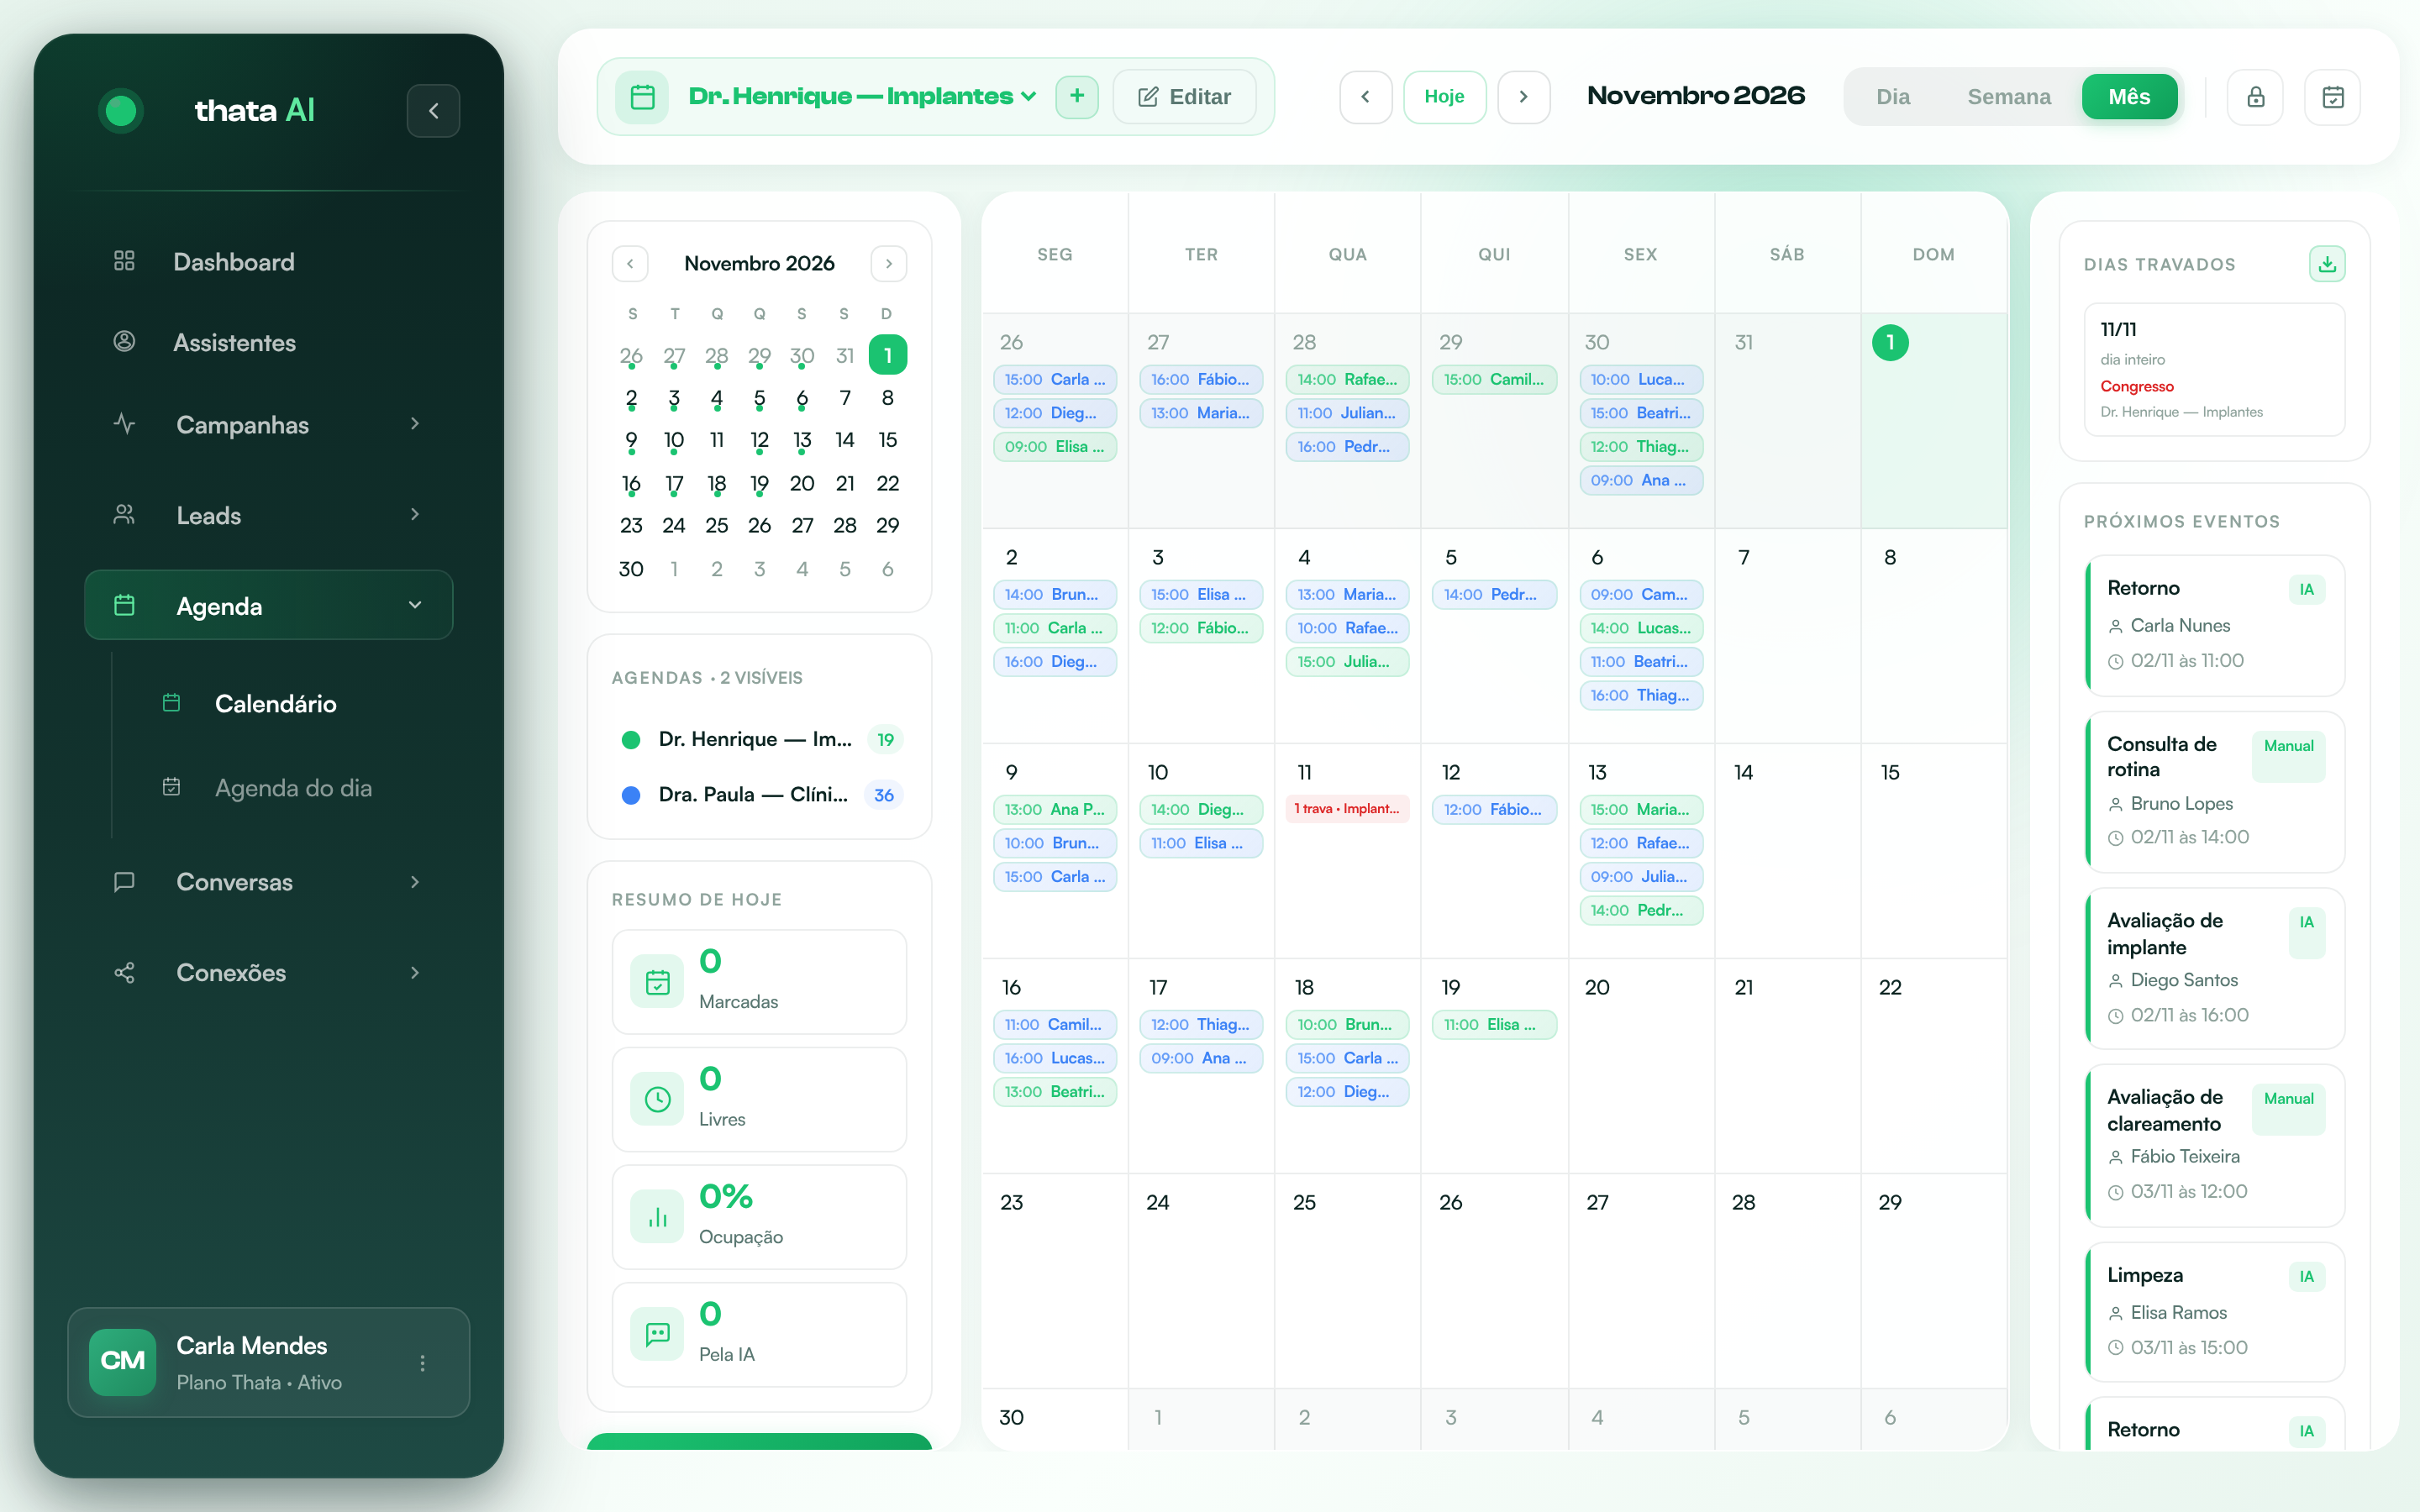 thata AI
Dashboard
Assistentes
Campanhas
Leads
Agenda
Calendário
Agenda do dia
Conversas
Conexões
CM
Carla Mendes
Plano Thata · Ativo
Dr. Henrique — Implantes
+
Editar
Hoje
Novembro 2026
Dia
Semana
Mês
Novembro 2026
S T Q Q S S D
26 27 28 29 30 31 1
2 3 4 5 6 7 8
9 10 11 12 13 14 15
16 17 18 19 20 21 22
23 24 25 26 27 28 29
30 1 2 3 4 5 6
AGENDAS · 2 VISÍVEIS
Dr. Henrique — Im... 19
Dra. Paula — Clíni... 36
RESUMO DE HOJE
0
Marcadas
0
Livres
0%
Ocupação
0
Pela IA
SEG TER QUA QUI SEX SÁB DOM
26
15:00 Carla ...
12:00 Dieg...
09:00 Elisa ...
27
16:00 Fábio...
13:00 Maria...
28
14:00 Rafae...
11:00 Julian...
16:00 Pedr...
29
15:00 Camil...
30
10:00 Luca...
15:00 Beatri...
12:00 Thiag...
09:00 Ana ...
31
1
2
14:00 Brun...
11:00 Carla ...
16:00 Dieg...
3
15:00 Elisa ...
12:00 Fábio...
4
13:00 Maria...
10:00 Rafae...
15:00 Julia...
5
14:00 Pedr...
6
09:00 Cam...
14:00 Lucas...
11:00 Beatri...
16:00 Thiag...
7
8
9
13:00 Ana P...
10:00 Brun...
15:00 Carla ...
10
14:00 Dieg...
11:00 Elisa ...
11
1 trava · Implant...
12
12:00 Fábio...
13
15:00 Maria...
12:00 Rafae...
09:00 Julia...
14:00 Pedr...
14
15
16
11:00 Camil...
16:00 Lucas...
13:00 Beatri...
17
12:00 Thiag...
09:00 Ana ...
18
10:00 Brun...
15:00 Carla ...
12:00 Dieg...
19
11:00 Elisa ...
20
21
22
23 24 25 26 27 28 29
30 1 2 3 4 5 6
DIAS TRAVADOS
11/11
dia inteiro
Congresso
Dr. Henrique — Implantes
PRÓXIMOS EVENTOS
Retorno
IA
Carla Nunes
02/11 às 11:00
Consulta de
rotina
Manual
Bruno Lopes
02/11 às 14:00
Avaliação de
implante
IA
Diego Santos
02/11 às 16:00
Avaliação de
clareamento
Manual
Fábio Teixeira
03/11 às 12:00
Limpeza
IA
Elisa Ramos
03/11 às 15:00
Retorno
IA